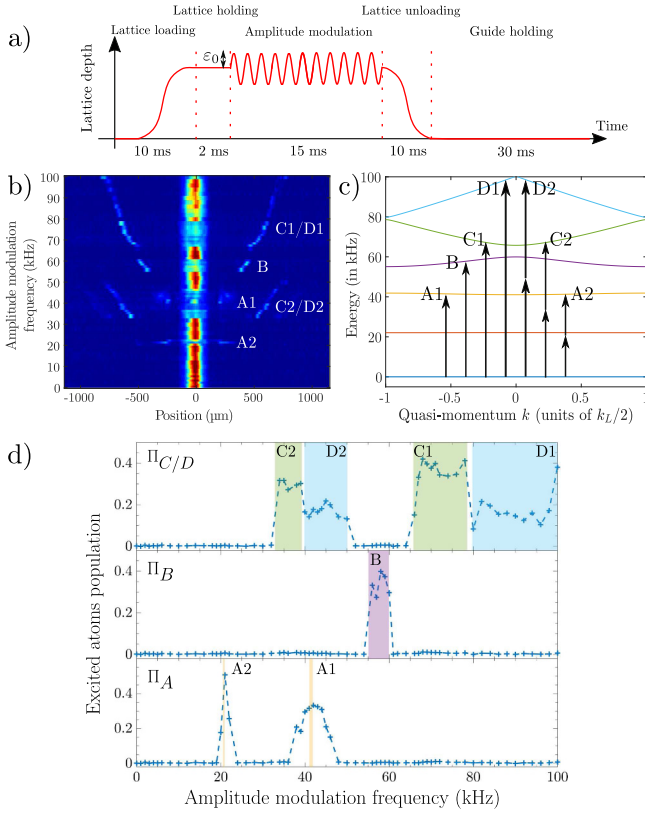 a)
Lattice depth
Lattice holding
Lattice loading
Amplitude modulation
Lattice unloading
Guide holding
ε0
Time
10 ms
2 ms
15 ms
10 ms
30 ms
b)
Amplitude modulation
frequency (kHz)
100
90
80
70
60
50
40
30
20
10
0
C1/D1
B
A1
C2/D2
A2
-1000
-500
0
500
1000
Position (µm)
c)
Energy (in kHz)
100
80
60
40
20
0
D1
D2
C1
C2
B
A1
A2
-1
-0.5
0
0.5
1
Quasi-momentum k (units of kL/2)
d)
Excited atoms population
ΠC/D
C2
D2
C1
D1
0.4
0.2
0
ΠB
B
0.4
0.2
0
ΠA
A2
A1
0.4
0.2
0
0
20
40
60
80
100
Amplitude modulation frequency (kHz)